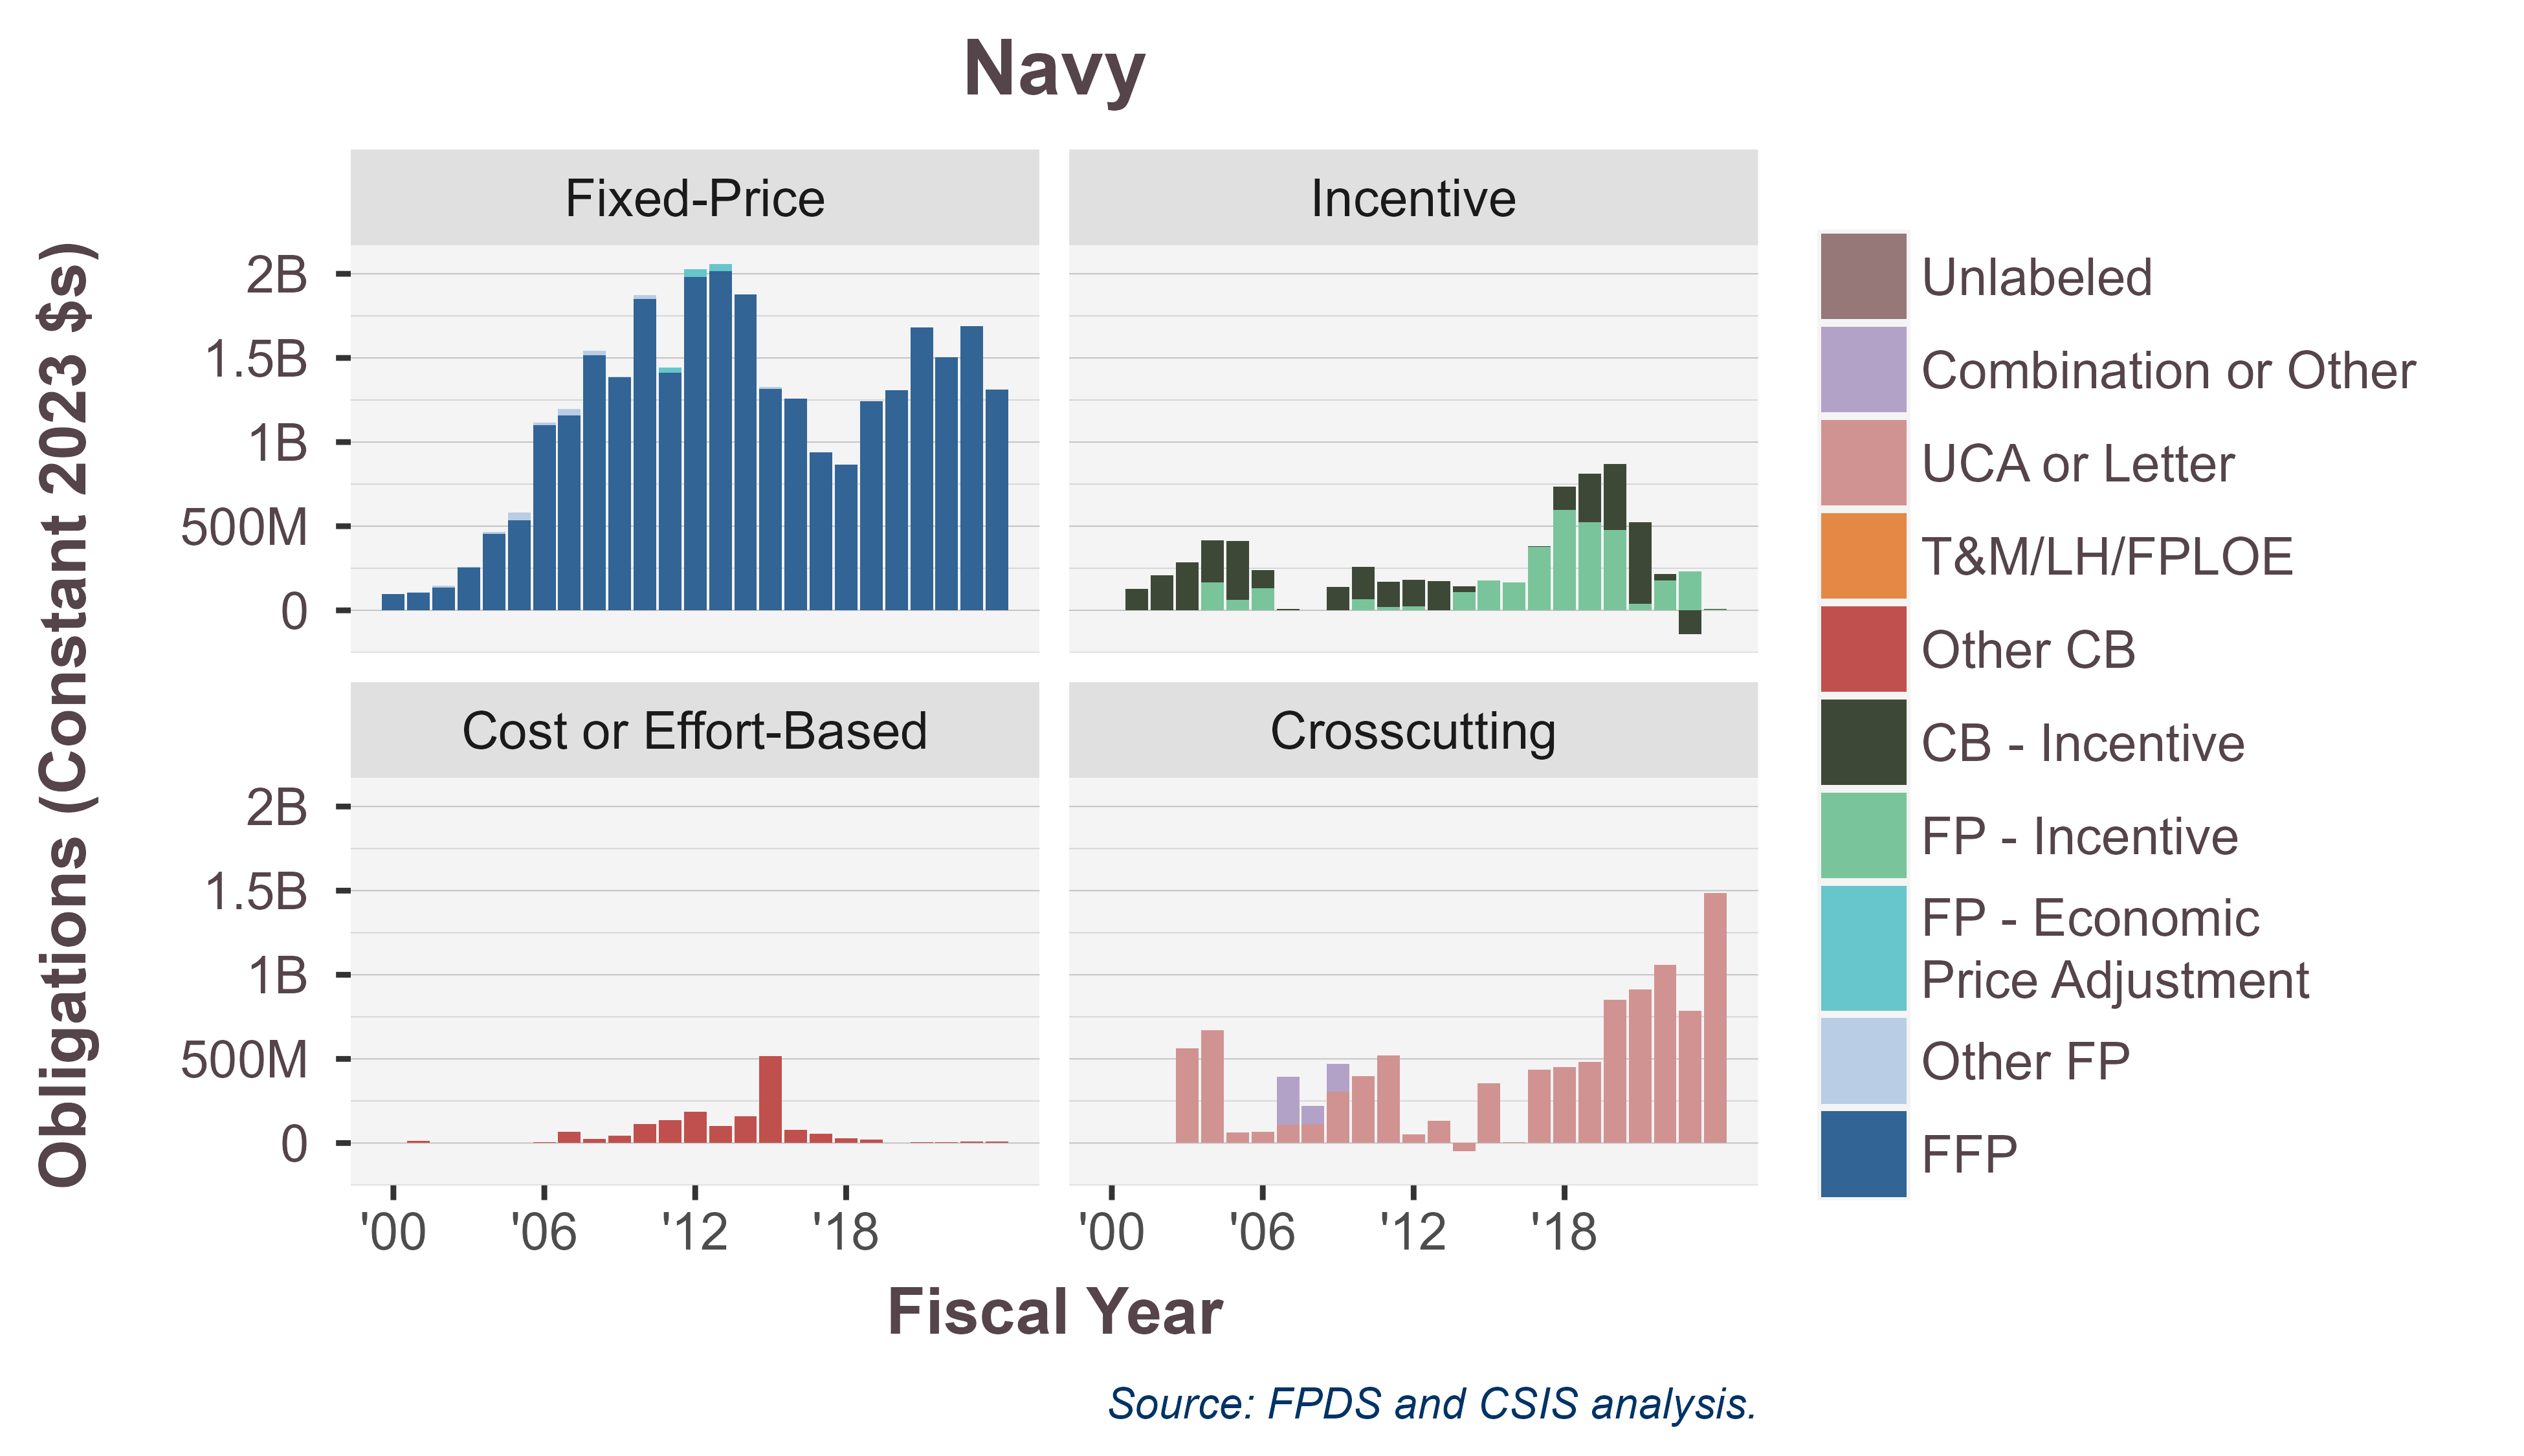 Navy
Fixed-Price
Incentive
Obligations (Constant 2023 $s)
2B
1.5B
1B
500M
0
Cost or Effort-Based
Crosscutting
2B
1.5B
1B
500M
0
'00
'06
'12
'18
'00
'06
'12
'18
Fiscal Year
Unlabeled
Combination or Other
UCA or Letter
T&M/LH/FPLOE
Other CB
CB - Incentive
FP - Incentive
FP - Economic
Price Adjustment
Other FP
FFP
Source: FPDS and CSIS analysis.